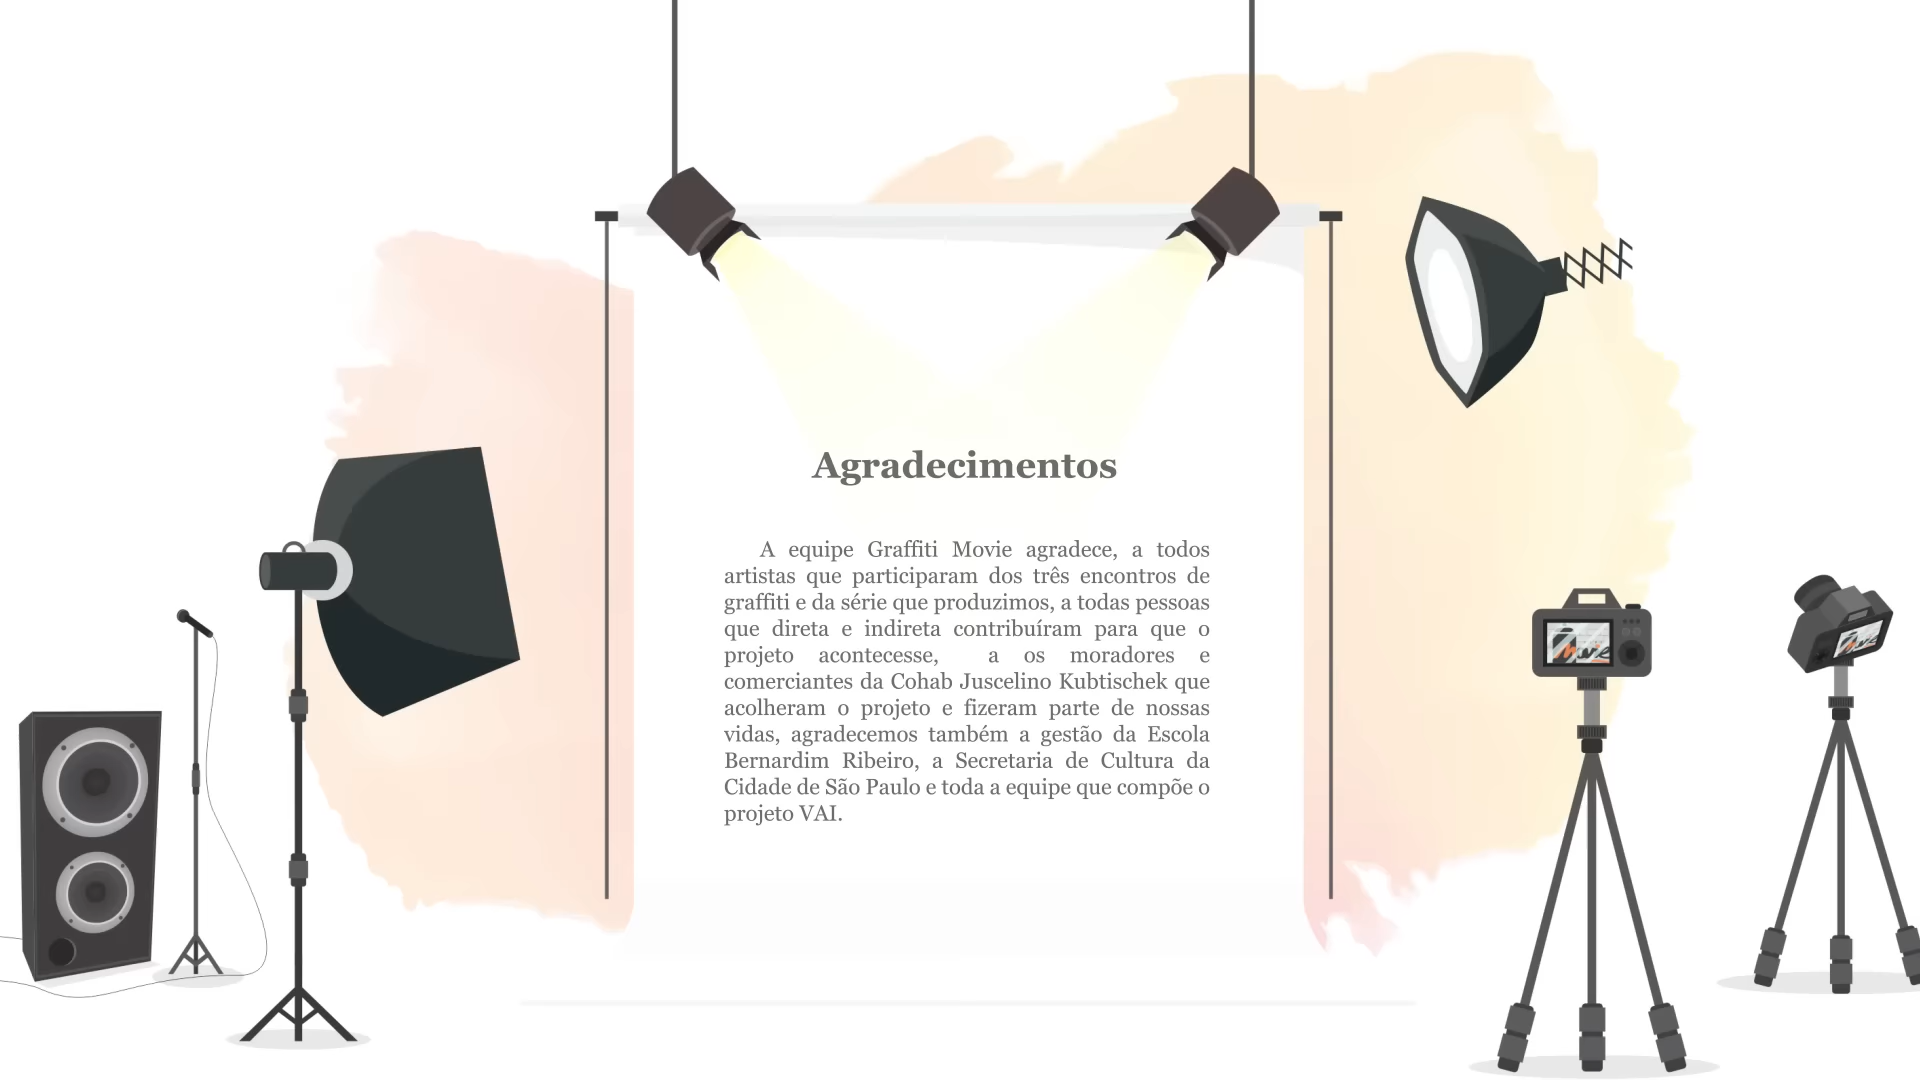 Agradecimentos
A equipe Graffiti Movie agradece, a todos
artistas que participaram dos três encontros de
graffiti e da série que produzimos, a todas pessoas
que direta e indireta contribuíram para que o
projeto acontecesse, a os moradores e
comerciantes da Cohab Juscelino Kubtischek que
acolheram o projeto e fizeram parte de nossas
vidas, agradecemos também a gestão da Escola
Bernardim Ribeiro, a Secretaria de Cultura da
Cidade de São Paulo e toda a equipe que compõe o
projeto VAI.